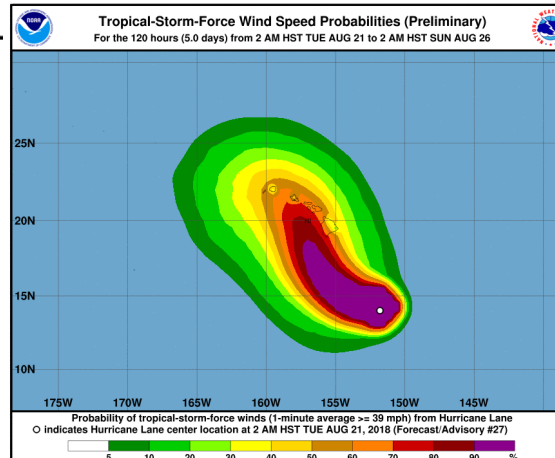 Tropical-Storm-Force Wind Speed Probabilities (Preliminary)
For the 120 hours (5.0 days) from 2 AM HST TUE AUG 21 to 2 AM HST SUN AUG 26
NOAA
25N
20N
15N
10N
175W 170W 165W 160W 155W 150W 145W
Probability of tropical-storm-force winds (1-minute average >= 39 mph) from Hurricane Lane
O indicates Hurricane Lane center location at 2 AM HST TUE AUG 21, 2018 (Forecast/Advisory #27)
5 10 20 30 40 50 60 70 80 90 %